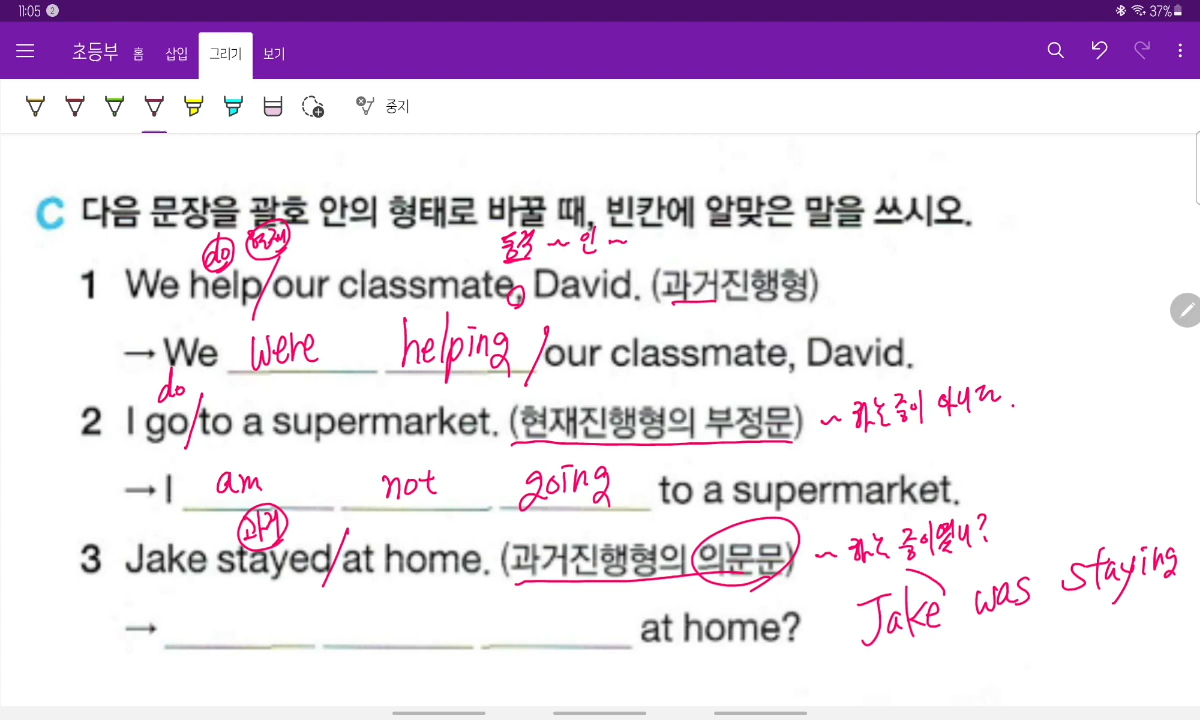 11:05 2 37%
초등부 홈 삽입 그리기 보기
중지
C 다음 문장을 괄호 안의 형태로 바꿀 때, 빈칸에 알맞은 말을 쓰시오.
do 현재 동격 ~ 인 ~
1 We help/our classmate, David. (과거진행형)
→ We were helping / our classmate, David.
do
2 I go/to a supermarket. (현재진행형의 부정문) ~ 하는 중이 아니다.
→ I am not going to a supermarket.
과거
3 Jake stayed/at home. (과거진행형의 의문문) ~ 하는 중이었니?
Jake was staying
→ at home?